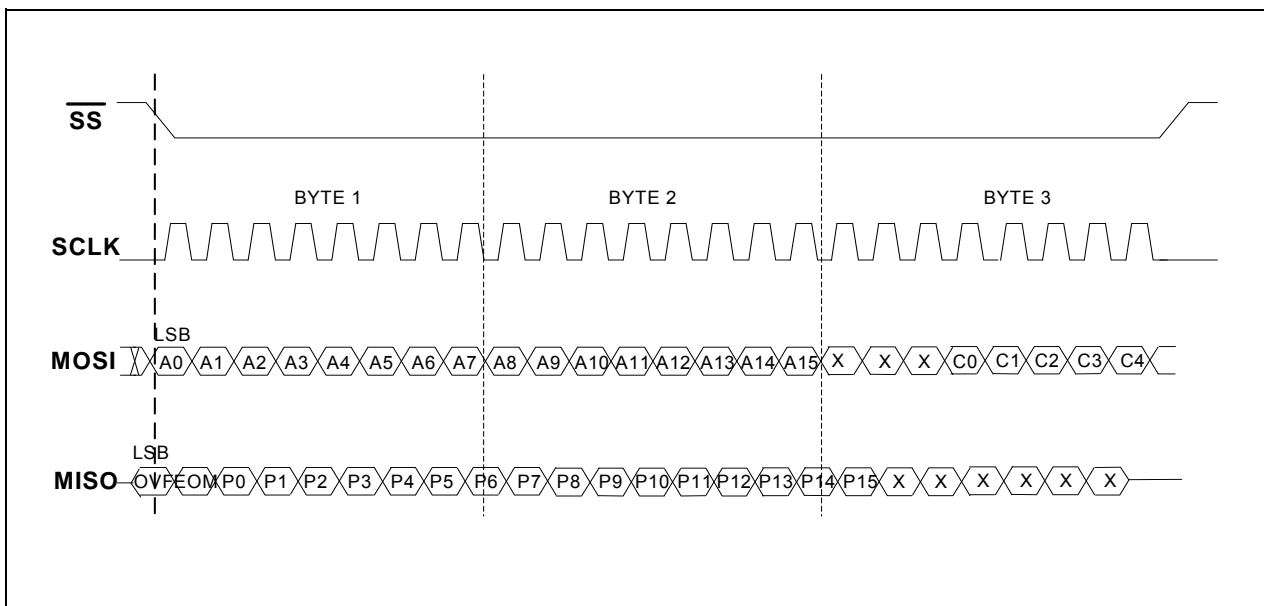 SS
BYTE 1 BYTE 2 BYTE 3
SCLK
LSB
MOSI A0 A1 A2 A3 A4 A5 A6 A7 A8 A9 A10 A11 A12 A13 A14 A15 X X X C0 C1 C2 C3 C4
LSB
MISO OVF EOM P0 P1 P2 P3 P4 P5 P6 P7 P8 P9 P10 P11 P12 P13 P14 P15 X X X X X X